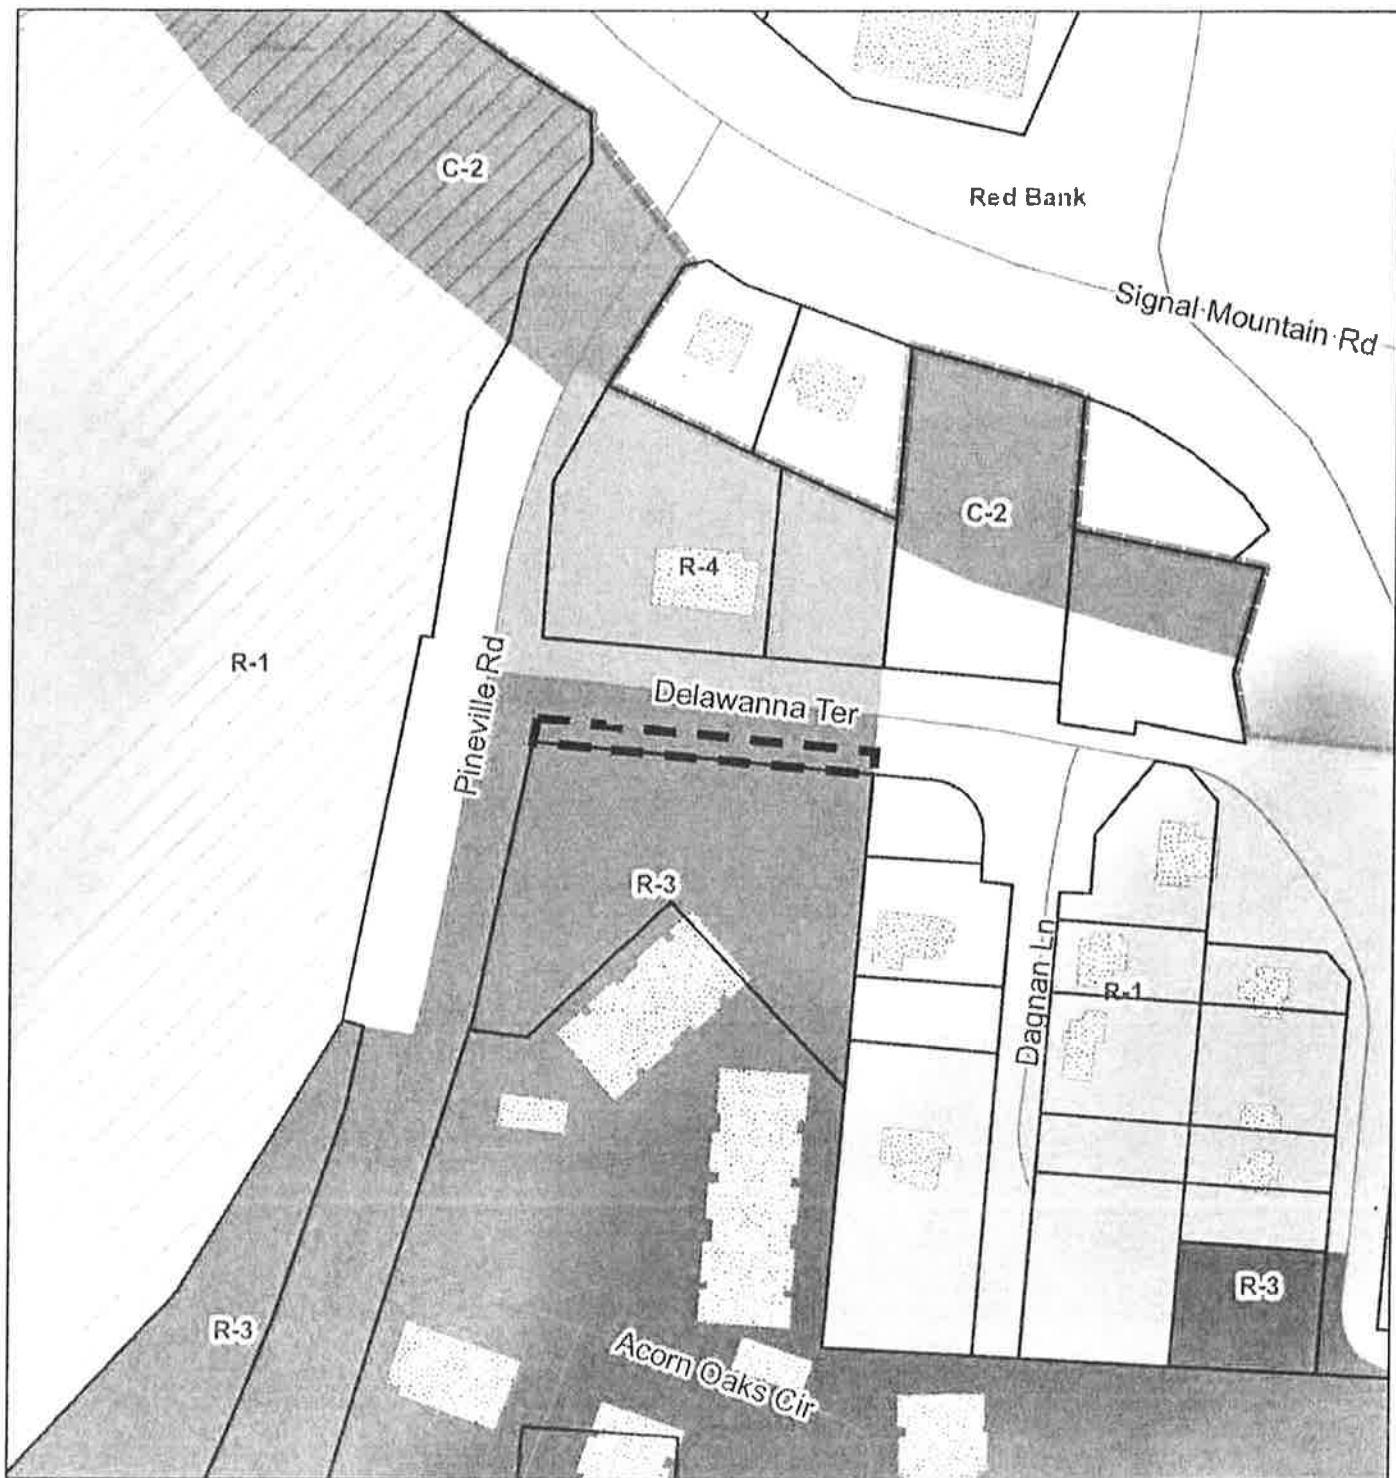 C-2
Red Bank
Signal Mountain Rd
C-2
R-4
R-1
Pineville Rd
Delawanna Ter
R-3
Dagnan Ln
R-1
R-3
R-3
Acorn Oaks Cir